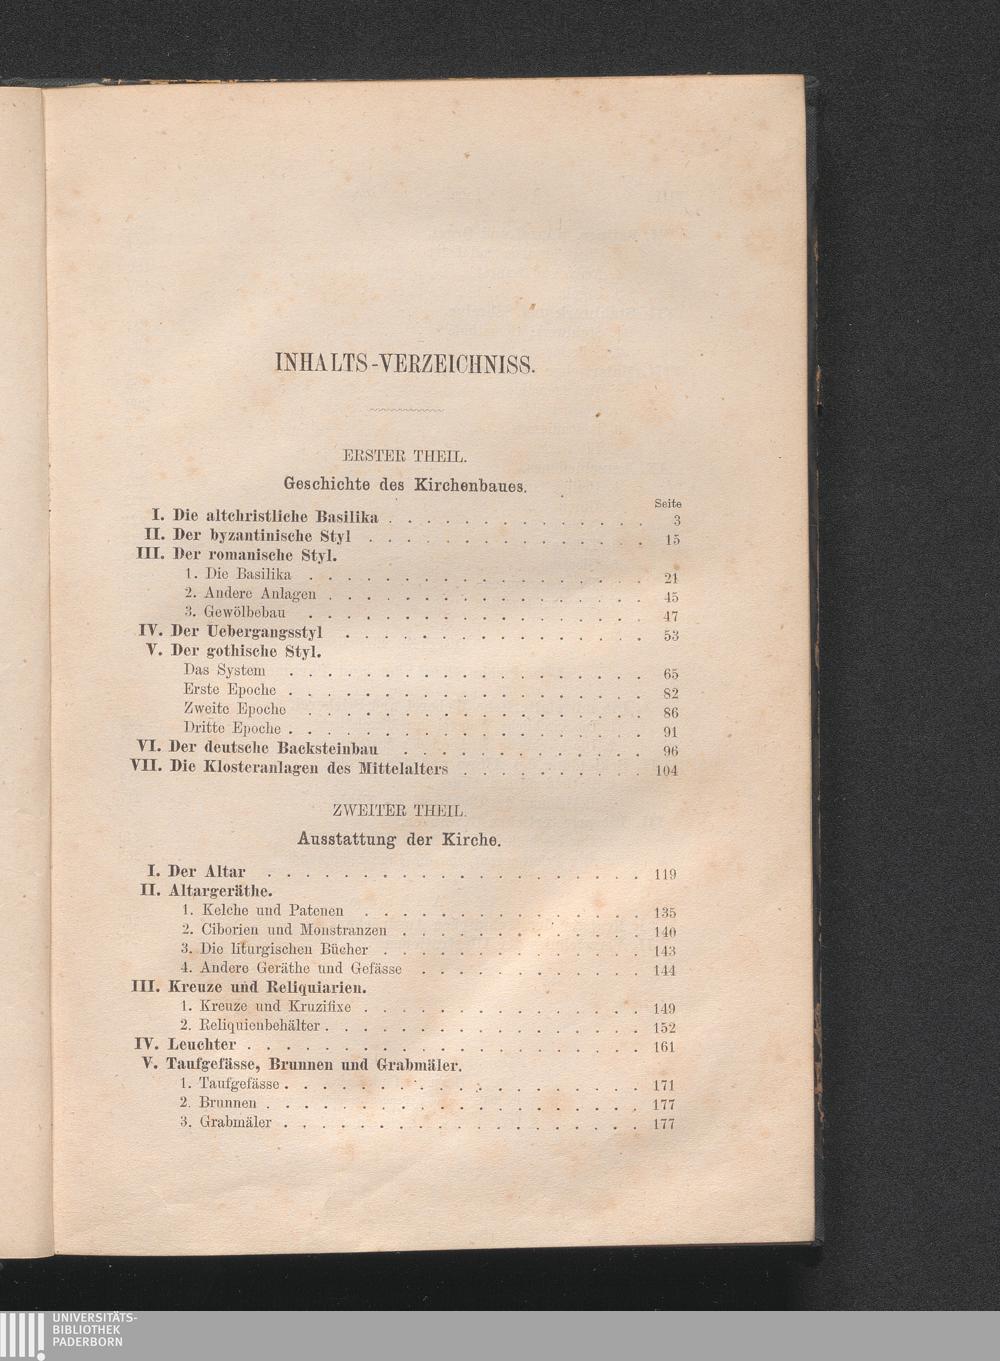 INHALTS-VERZEICHNISS.
ERSTER THEIL.
Geschichte des Kirchenbaues.
Seite
I. Die altchristliche Basilika . . . . . . . . . . . . . . 3
II. Der byzantinische Styl . . . . . . . . . . . . . . . 15
III. Der romanische Styl.
1. Die Basilika . . . . . . . . . . . . . . . . . . 21
2. Andere Anlagen . . . . . . . . . . . . . . . . . 45
3. Gewölbebau . . . . . . . . . . . . . . . . . . 47
IV. Der Uebergangsstyl . . . . . . . . . . . . . . . . 53
V. Der gothische Styl.
Das System . . . . . . . . . . . . . . . . . . . 65
Erste Epoche . . . . . . . . . . . . . . . . . . . 82
Zweite Epoche . . . . . . . . . . . . . . . . . . 86
Dritte Epoche . . . . . . . . . . . . . . . . . . . 91
VI. Der deutsche Backsteinbau . . . . . . . . . . . . . 96
VII. Die Klosteranlagen des Mittelalters . . . . . . . . . . 104
ZWEITER THEIL.
Ausstattung der Kirche.
I. Der Altar . . . . . . . . . . . . . . . . . . . . 119
II. Altargeräthe.
1. Kelche und Patenen . . . . . . . . . . . . . . . 135
2. Ciborien und Monstranzen . . . . . . . . . . . . . 140
3. Die liturgischen Bücher . . . . . . . . . . . . . . 143
4. Andere Geräthe und Gefässe . . . . . . . . . . . . 144
III. Kreuze und Reliquiarien.
1. Kreuze und Kruzifixe . . . . . . . . . . . . . . . 149
2. Reliquienbehälter . . . . . . . . . . . . . . . . . 152
IV. Leuchter . . . . . . . . . . . . . . . . . . . . . 161
V. Taufgefässe, Brunnen und Grabmäler.
1. Taufgefässe . . . . . . . . . . . . . . . . . . . 171
2. Brunnen . . . . . . . . . . . . . . . . . . . . 177
3. Grabmäler . . . . . . . . . . . . . . . . . . . 177
UNIVERSITÄTS-
BIBLIOTHEK
PADERBORN